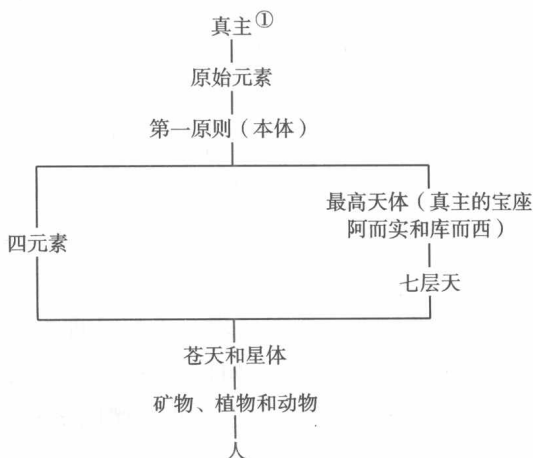 真主①
原始元素
第一原则（本体）
最高天体（真主的宝座
阿而实和库而西）
四元素
七层天
苍天和星体
矿物、植物和动物
人